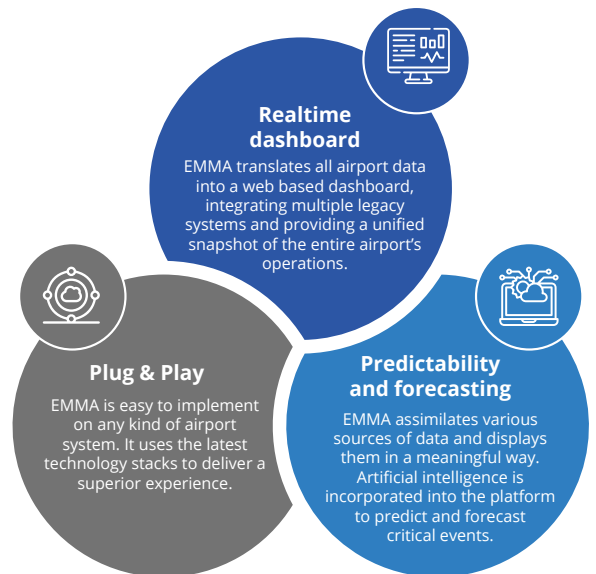 Realtime
dashboard
EMMA translates all airport data
into a web based dashboard,
integrating multiple legacy
systems and providing a unified
snapshot of the entire airport’s
operations.
Plug & Play
EMMA is easy to implement
on any kind of airport
system. It uses the latest
technology stacks to deliver a
superior experience.
Predictability
and forecasting
EMMA assimilates various
sources of data and displays
them in a meaningful way.
Artificial intelligence is
incorporated into the platform
to predict and forecast
critical events.